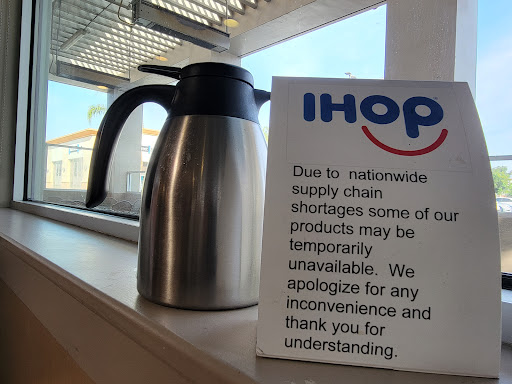 IHOP
Due to nationwide
supply chain
shortages some of our
products may be
temporarily
unavailable. We
apologize for any
inconvenience and
thank you for
understanding.